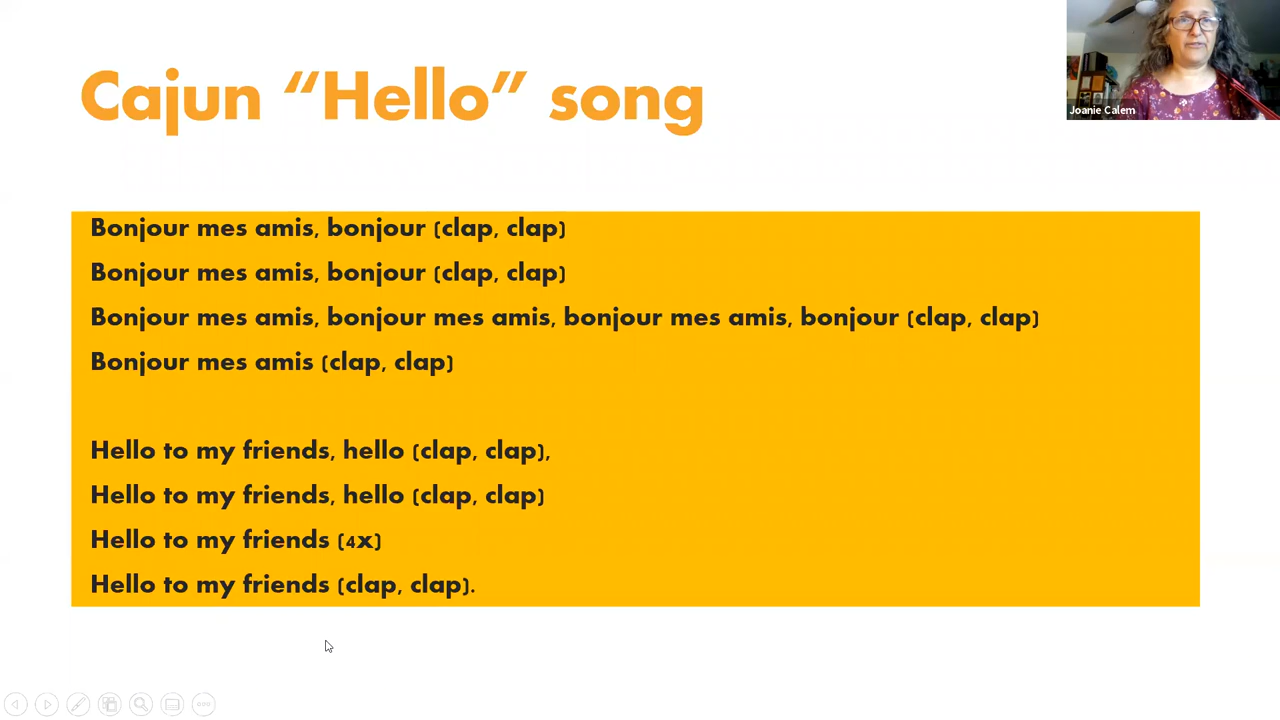 Cajun “Hello” song
Joanie Calem
Bonjour mes amis, bonjour (clap, clap)
Bonjour mes amis, bonjour (clap, clap)
Bonjour mes amis, bonjour mes amis, bonjour mes amis, bonjour (clap, clap)
Bonjour mes amis (clap, clap)
Hello to my friends, hello (clap, clap),
Hello to my friends, hello (clap, clap)
Hello to my friends (4x)
Hello to my friends (clap, clap).